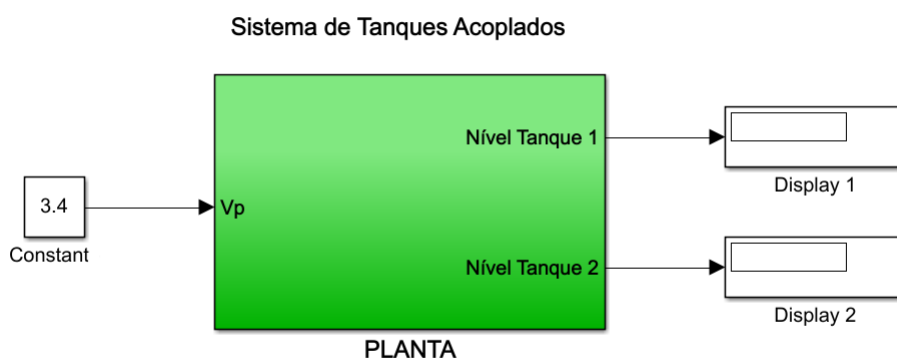 Sistema de Tanques Acoplados
Nível Tanque 1
Display 1
3.4
Constant
Vp
Nível Tanque 2
Display 2
PLANTA